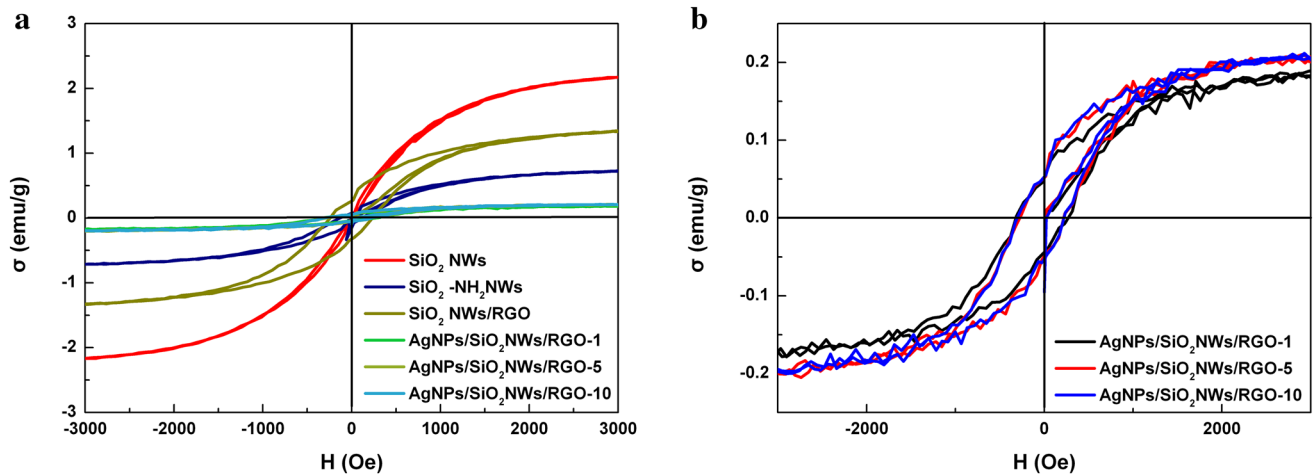 a
3
2
1
0
-1
-2
-3
σ (emu/g)
SiO₂ NWs
SiO₂ -NH₂NWs
SiO₂ NWs/RGO
AgNPs/SiO₂NWs/RGO-1
AgNPs/SiO₂NWs/RGO-5
AgNPs/SiO₂NWs/RGO-10
-3000 -2000 -1000 0 1000 2000 3000
H (Oe)
b
0.2
0.1
0.0
-0.1
-0.2
σ (emu/g)
AgNPs/SiO₂NWs/RGO-1
AgNPs/SiO₂NWs/RGO-5
AgNPs/SiO₂NWs/RGO-10
-2000 0 2000
H (Oe)